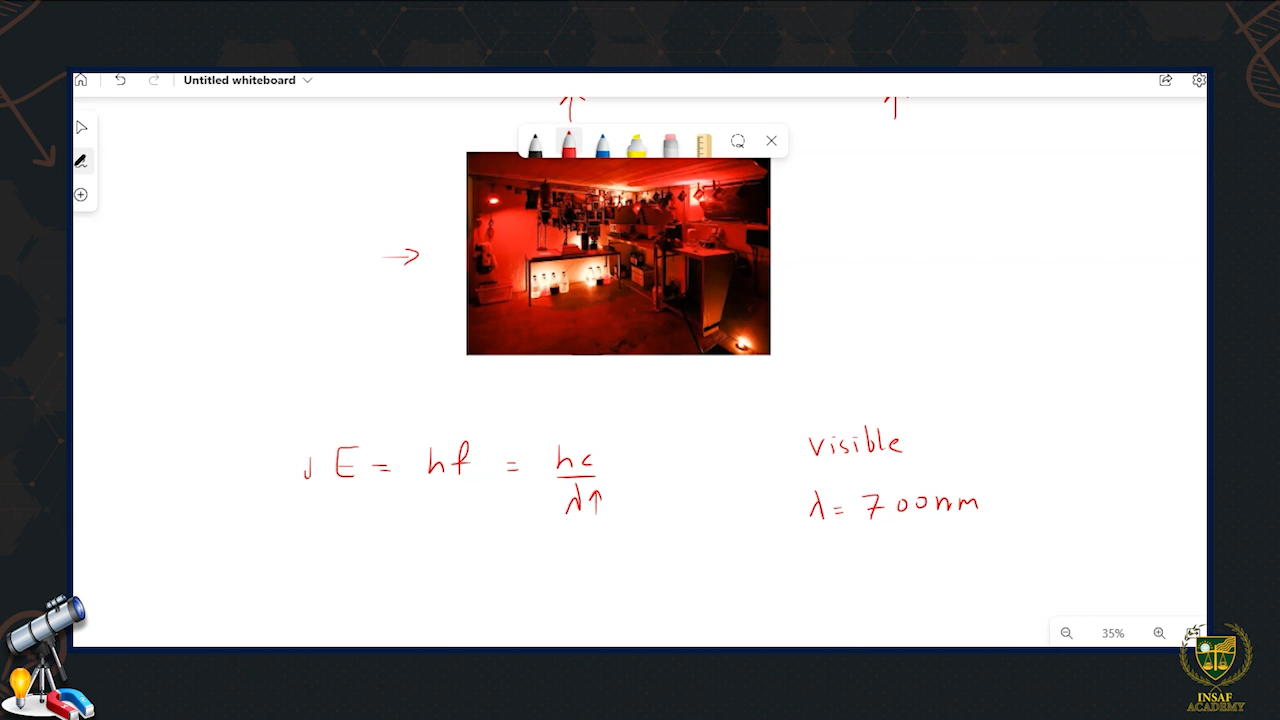 Untitled whiteboard
E = hf = hc
λ↑
visible
λ = 700nm
35%
INSAF
ACADEMY